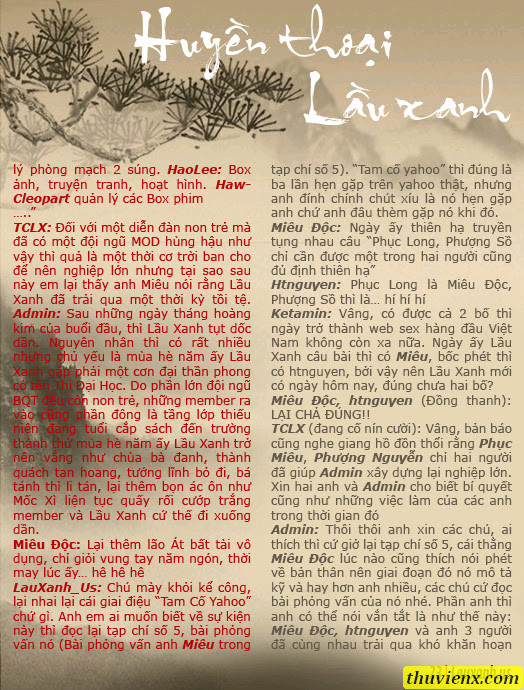 Huyền thoại
Lầu xanh
lý phòng mạch 2 súng. HaoLee: Box
ảnh, truyện tranh, hoạt hình. Haw-
Cleopart quản lý các Box phim
…..”
TCLX: Đối với một diễn đàn non trẻ mà
đã có một đội ngũ MOD hùng hậu như
vậy thì quả là một thời cơ trời ban cho
để nên nghiệp lớn nhưng tại sao sau
này em lại thấy anh Miêu nói rằng Lầu
Xanh đã trải qua một thời kỳ tồi tệ.
Admin: Sau những ngày tháng hoàng
kim của buổi đầu, thì Lầu Xanh tụt dốc
dần. Nguyên nhân thì có rất nhiều
nhưng chủ yếu là mùa hè năm ấy Lầu
Xanh gặp phải một cơn đại thần phong
có tên Thi Đại Học. Do phần lớn đội ngũ
BQT đều còn non trẻ, những member ra
vào cũng phần đông là tầng lớp thiếu
niên đang tuổi cắp sách đến trường
thành thử mùa hè năm ấy Lầu Xanh trở
nên vắng như chùa bà đanh, thành
quách tan hoang, tướng lĩnh bỏ đi, bá
tánh thì li tán, lại thêm bọn ác ôn như
Mốc Xì liện tục quấy rối cướp trắng
member và Lầu Xanh cứ thế đi xuống
dần.
Miêu Độc: Lại thêm lão Át bất tài vô
dụng, chỉ giỏi vung tay năm ngón, thời
may lúc ấy… hê hê hê
LauXanh_Us: Chú mày khỏi kể công,
lại nhai lại cái giai điệu “Tam Cố Yahoo”
chứ gì. Anh em ai muốn biết về sự kiện
này thì đọc lại tạp chí số 5, bài phỏng
vấn nó (Bài phỏng vấn anh Miêu trong
tạp chí số 5). “Tam cố yahoo” thì đúng là
ba lần hẹn gặp trên yahoo thật, nhưng
anh đính chính chút xíu là nó hẹn gặp
anh chứ anh đâu thèm gặp nó khi đó.
Miêu Độc: Ngày ấy thiên hạ truyền
tụng nhau câu “Phục Long, Phượng Sồ
chỉ cần được một trong hai người cũng
đủ định thiên hạ”
Htnguyen: Phục Long là Miêu Độc,
Phượng Sồ thì là… hí hí hí
Ketamin: Vâng, có được cả 2 bố thì
ngày trở thành web sex hàng đầu Việt
Nam không còn xa nữa. Ngày ấy Lầu
Xanh câu bài thì có Miêu, bốc phét thì
có htnguyen, bởi vậy nên Lầu Xanh mới
có ngày hôm nay, đúng chưa hai bố?
Miêu Độc, htnguyen (Đồng thanh):
LẠI CHẢ ĐÚNG!!
TCLX (đang cố nín cười): Vâng, bản báo
cũng nghe giang hồ đồn thổi rằng Phục
Miêu, Phượng Nguyễn chỉ hai người
đã giúp Admin xây dựng lại nghiệp lớn.
Xin hai anh và Admin cho biết bí quyết
cũng như những việc làm của các anh
trong thời gian đó
Admin: Thôi thôi anh xin các chú, ai
thích thì cứ giở lại tạp chí số 5, cái thằng
Miêu Độc lúc nào cũng thích nói phét
về bản thân nên giai đoạn đó nó mô tả
kỹ và hay hơn anh nhiều, các chú cứ đọc
bài phỏng vấn của nó nhé. Phần anh thì
anh có thể nói vắn tắt là như thế này:
Miêu Độc, htnguyen và anh 3 người
đã cùng nhau trải qua khó khăn hoạn
thuvienx.com